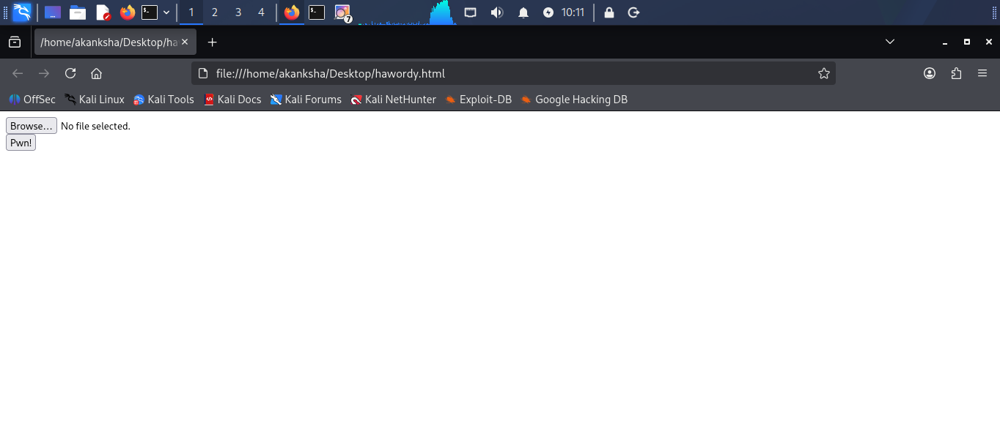 1 2 3 4 7 10:11
/home/akanksha/Desktop/ha
file:///home/akanksha/Desktop/hawordy.html
OffSec Kali Linux Kali Tools Kali Docs Kali Forums Kali NetHunter Exploit-DB Google Hacking DB
Browse... No file selected.
Pwn!